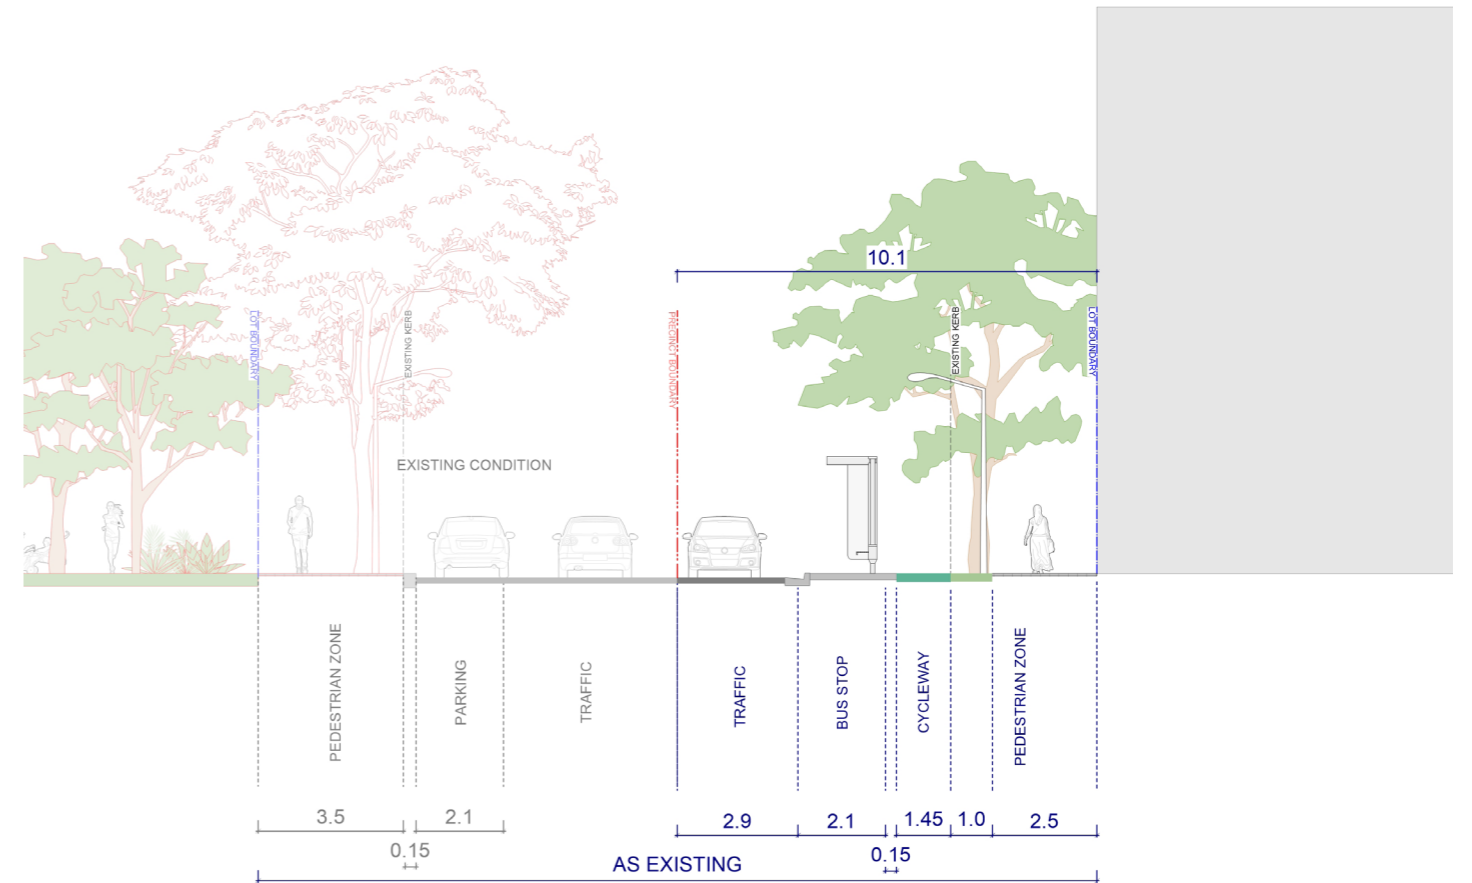 10.1
LOT BOUNDARY
EXISTING KERB
PRECINCT BOUNDARY
EXISTING KERB
LOT BOUNDARY
EXISTING CONDITION
PEDESTRIAN ZONE
PARKING
TRAFFIC
TRAFFIC
BUS STOP
CYCLEWAY
PEDESTRIAN ZONE
3.5
2.1
2.9
2.1
1.45
1.0
2.5
0.15
0.15
AS EXISTING